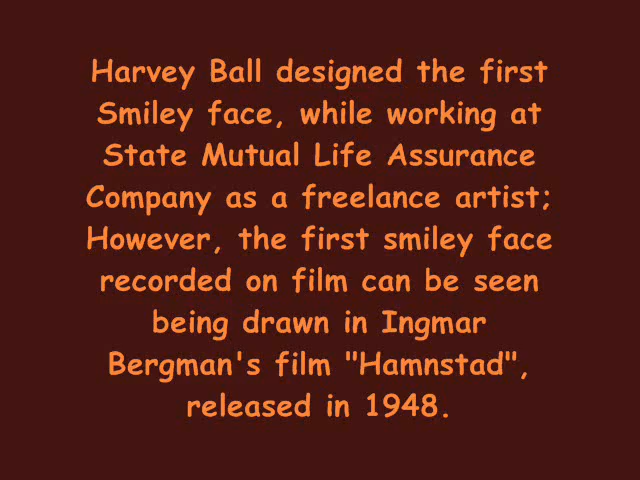 Harvey Ball designed the first
Smiley face, while working at
State Mutual Life Assurance
Company as a freelance artist;
However, the first smiley face
recorded on film can be seen
being drawn in Ingmar
Bergman's film "Hamnstad",
released in 1948.